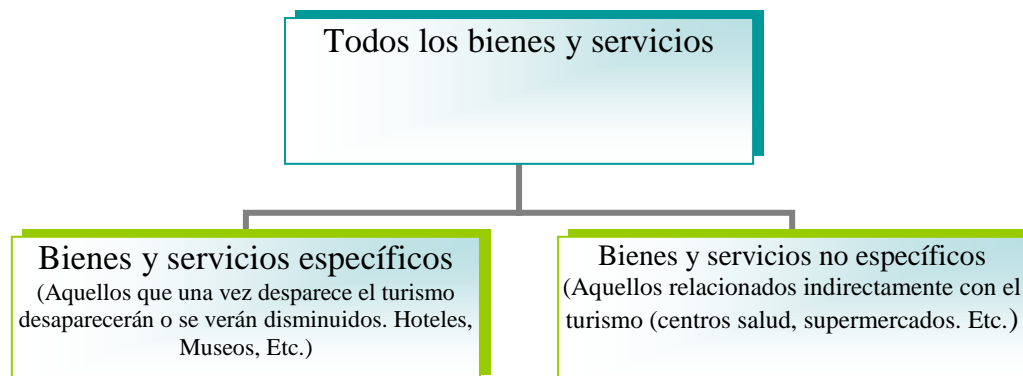 Todos los bienes y servicios
Bienes y servicios específicos
(Aquellos que una vez desparece el turismo
desaparecerán o se verán disminuidos. Hoteles,
Museos, Etc.)
Bienes y servicios no específicos
(Aquellos relacionados indirectamente con el
turismo (centros salud, supermercados. Etc.)